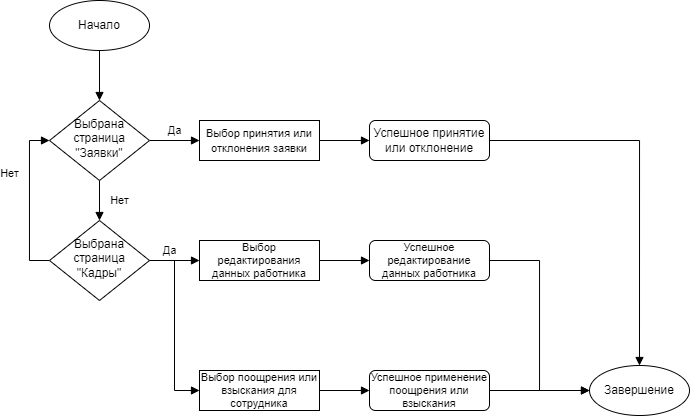 Начало
Выбрана
страница
"Заявки"
Да
Выбор принятия или
отклонения заявки
Успешное принятие
или отклонение
Нет
Нет
Выбрана
страница
"Кадры"
Да
Выбор
редактирования
данных работника
Успешное
редактирование
данных работника
Выбор поощрения или
взыскания для
сотрудника
Успешное применение
поощрения или
взыскания
Завершение